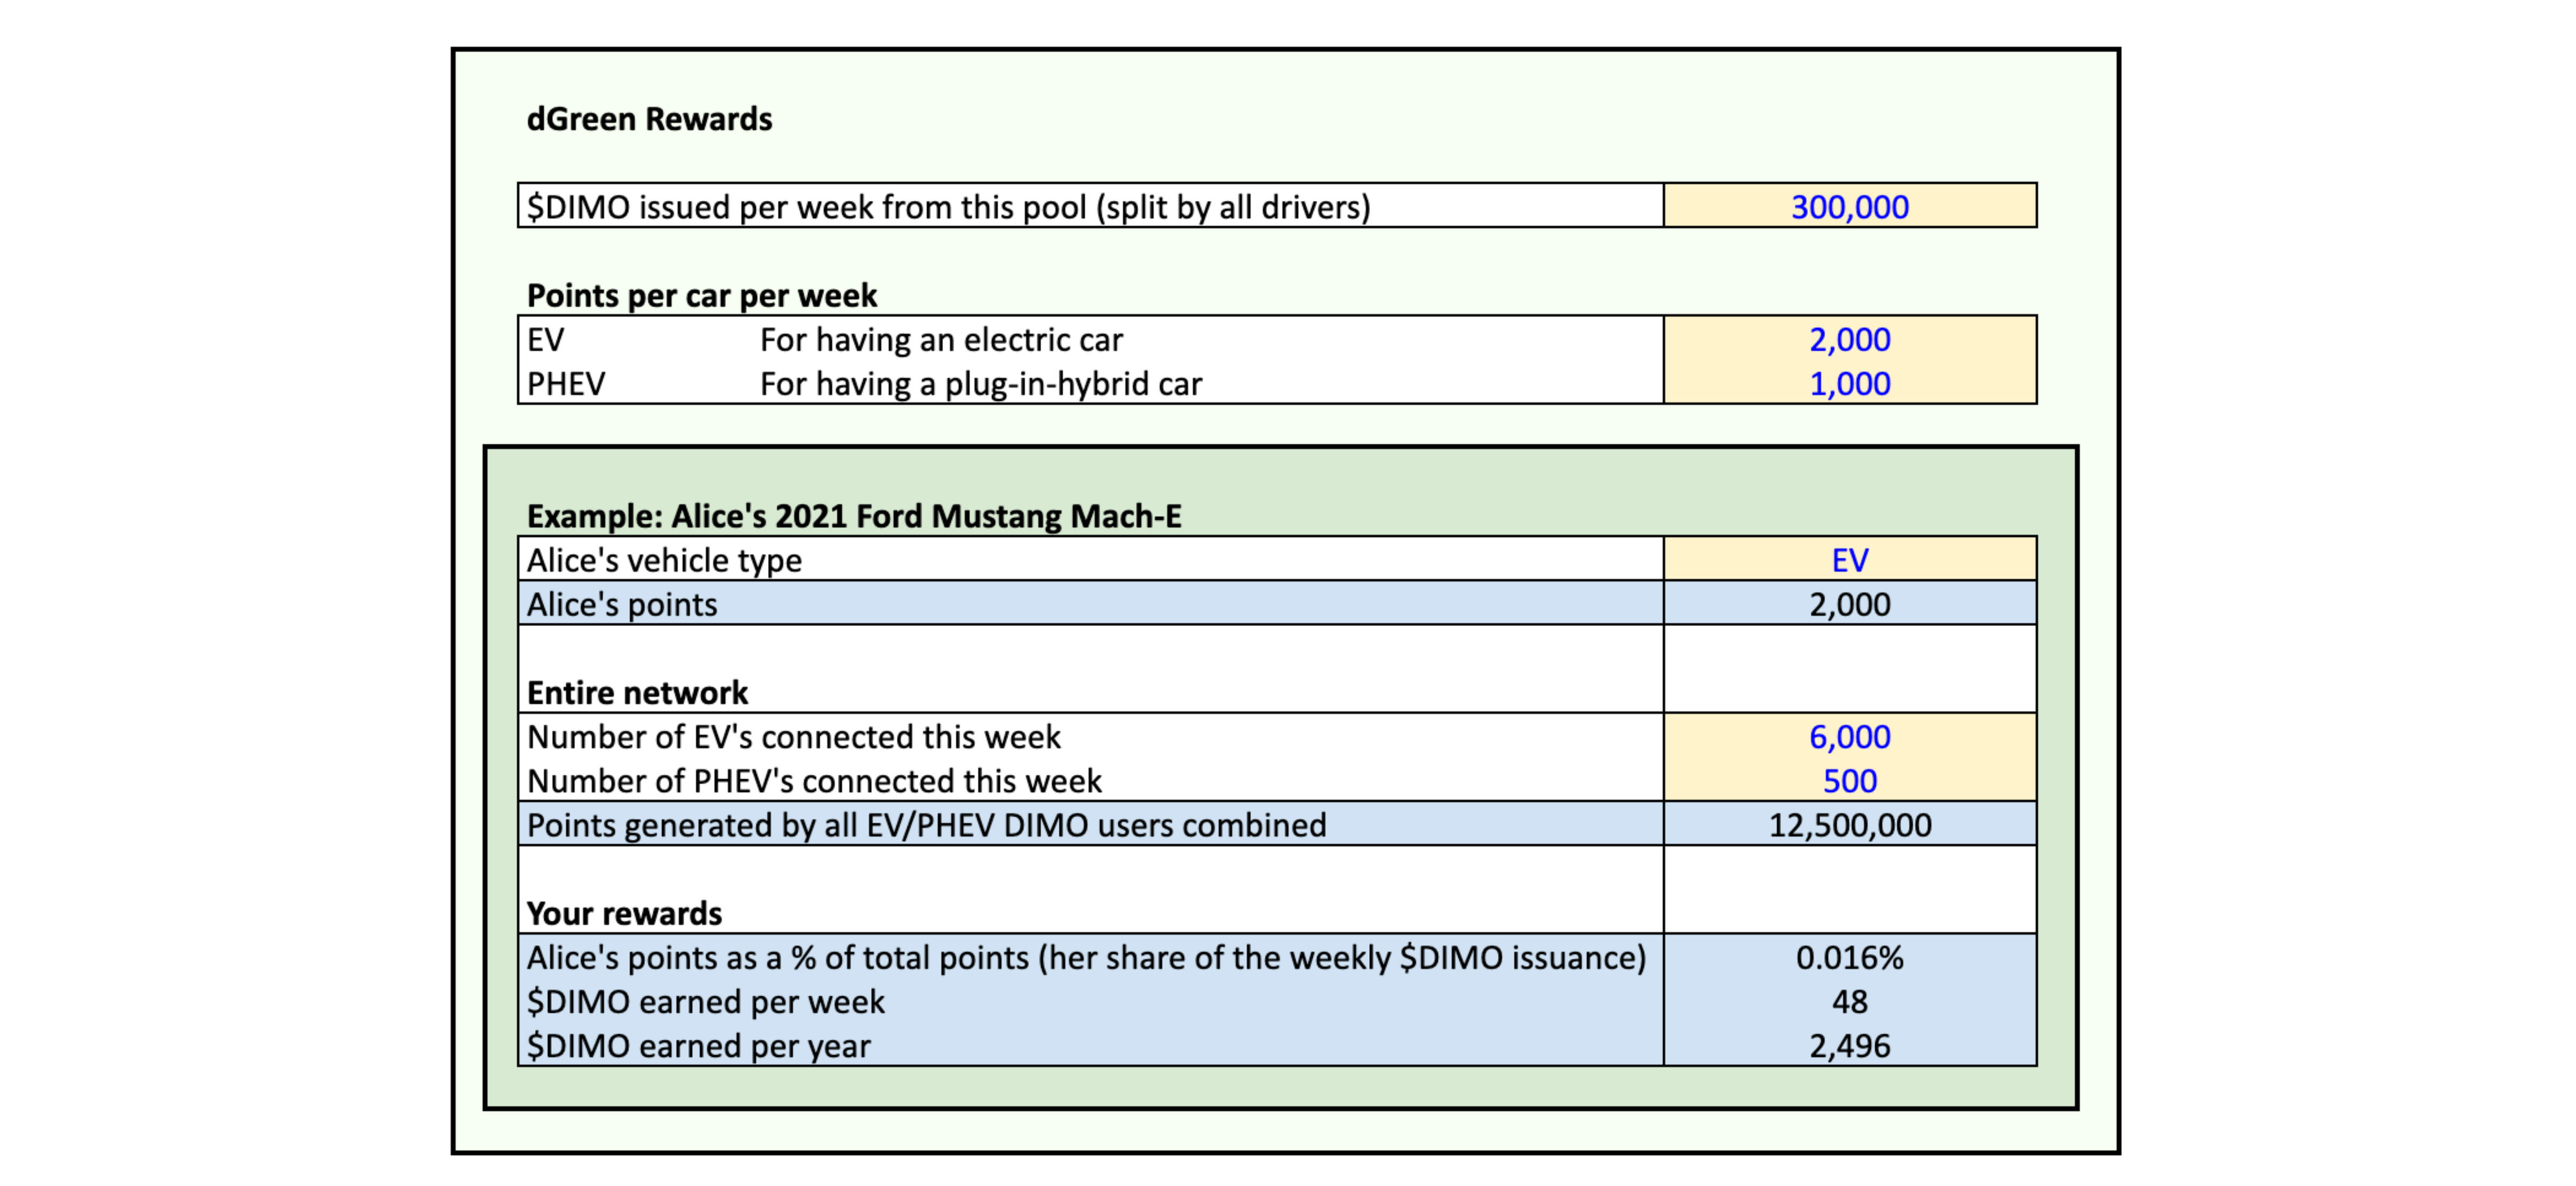 dGreen Rewards
$DIMO issued per week from this pool (split by all drivers) 300,000
Points per car per week
EV For having an electric car 2,000
PHEV For having a plug-in-hybrid car 1,000
Example: Alice's 2021 Ford Mustang Mach-E
Alice's vehicle type EV
Alice's points 2,000
Entire network
Number of EV's connected this week 6,000
Number of PHEV's connected this week 500
Points generated by all EV/PHEV DIMO users combined 12,500,000
Your rewards
Alice's points as a % of total points (her share of the weekly $DIMO issuance) 0.016%
$DIMO earned per week 48
$DIMO earned per year 2,496